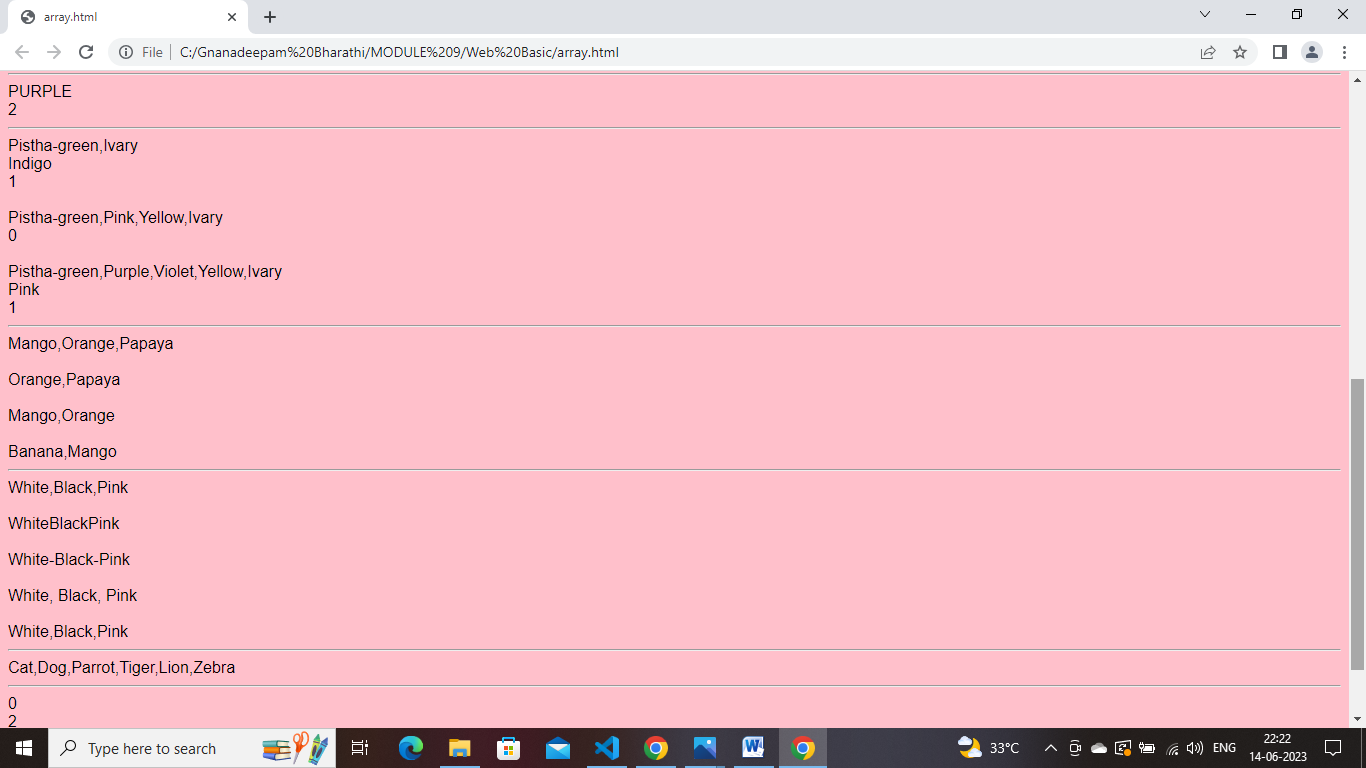 array.html
File
C:/Gnanadeepam%20Bharathi/MODULE%209/Web%20Basic/array.html
PURPLE
2
Pistha-green,Ivary
Indigo
1
Pistha-green,Pink,Yellow,Ivary
0
Pistha-green,Purple,Violet,Yellow,Ivary
Pink
1
Mango,Orange,Papaya
Orange,Papaya
Mango,Orange
Banana,Mango
White,Black,Pink
WhiteBlackPink
White-Black-Pink
White, Black, Pink
White,Black,Pink
Cat,Dog,Parrot,Tiger,Lion,Zebra
0
2
Type here to search
33°C
ENG
22:22
14-06-2023